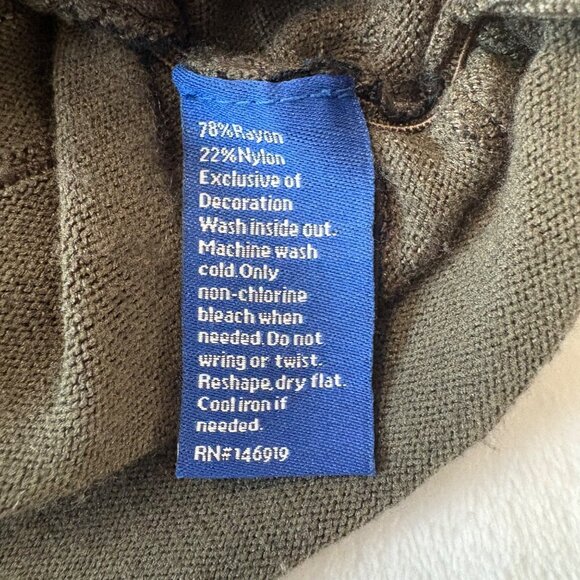 78%Rayon
22%Nylon
Exclusive of
Decoration
Wash inside out.
Machine wash
cold.Only
non-chlorine
bleach when
needed.Do not
wring or twist.
Reshape,dry flat.
Cool iron if
needed.
RN#146919